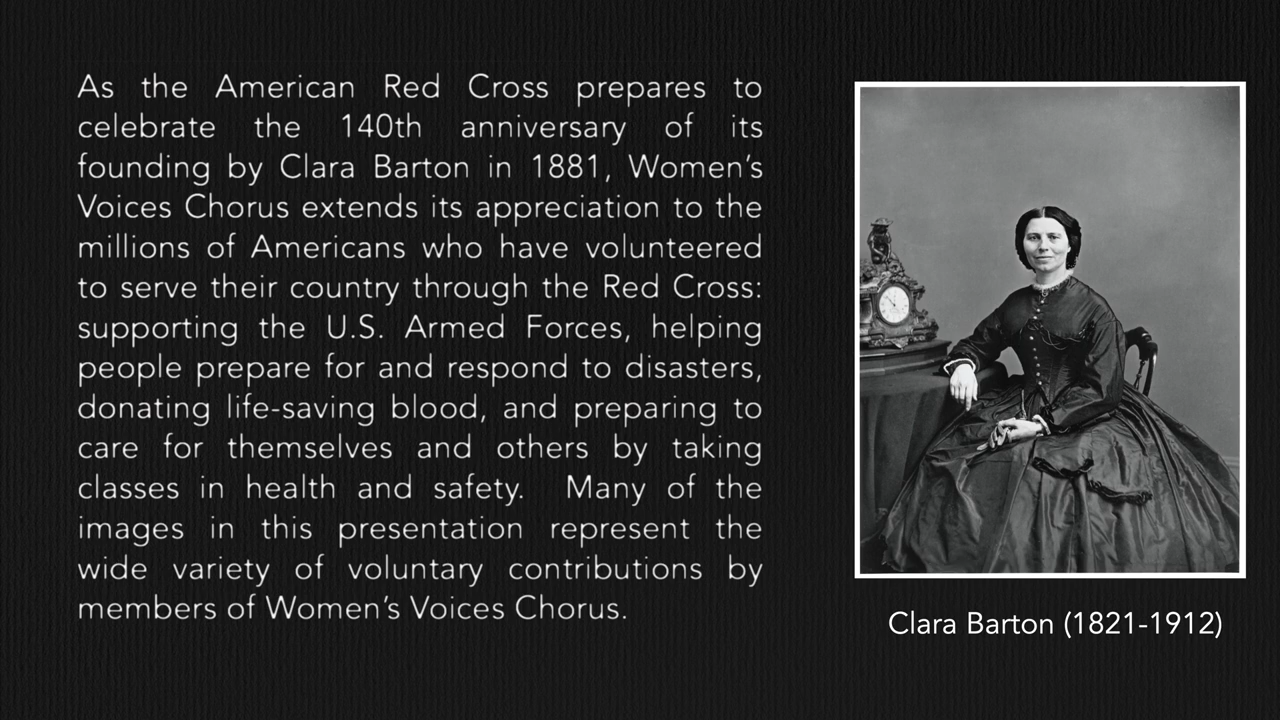 As the American Red Cross prepares to
celebrate the 140th anniversary of its
founding by Clara Barton in 1881, Women’s
Voices Chorus extends its appreciation to the
millions of Americans who have volunteered
to serve their country through the Red Cross:
supporting the U.S. Armed Forces, helping
people prepare for and respond to disasters,
donating life-saving blood, and preparing to
care for themselves and others by taking
classes in health and safety.  Many of the
images in this presentation represent the
wide variety of voluntary contributions by
members of Women’s Voices Chorus.
Clara Barton (1821-1912)